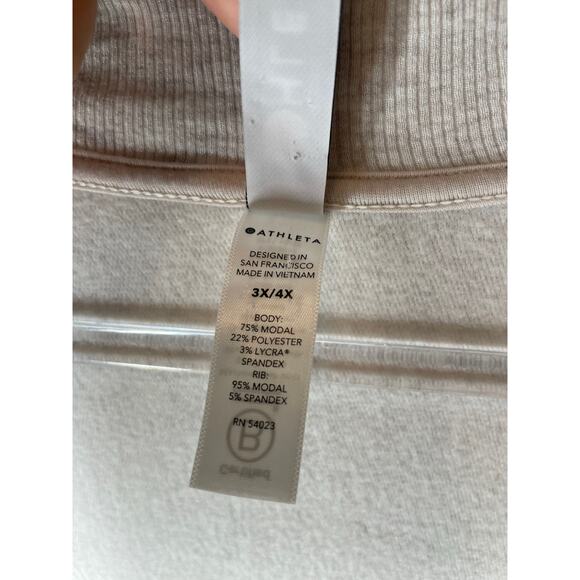 ATHLETA
DESIGNED IN
SAN FRANCISCO
MADE IN VIETNAM
3X/4X
BODY:
75% MODAL
22% POLYESTER
3% LYCRA®
SPANDEX
RIB:
95% MODAL
5% SPANDEX
RN 54023
B
Certified